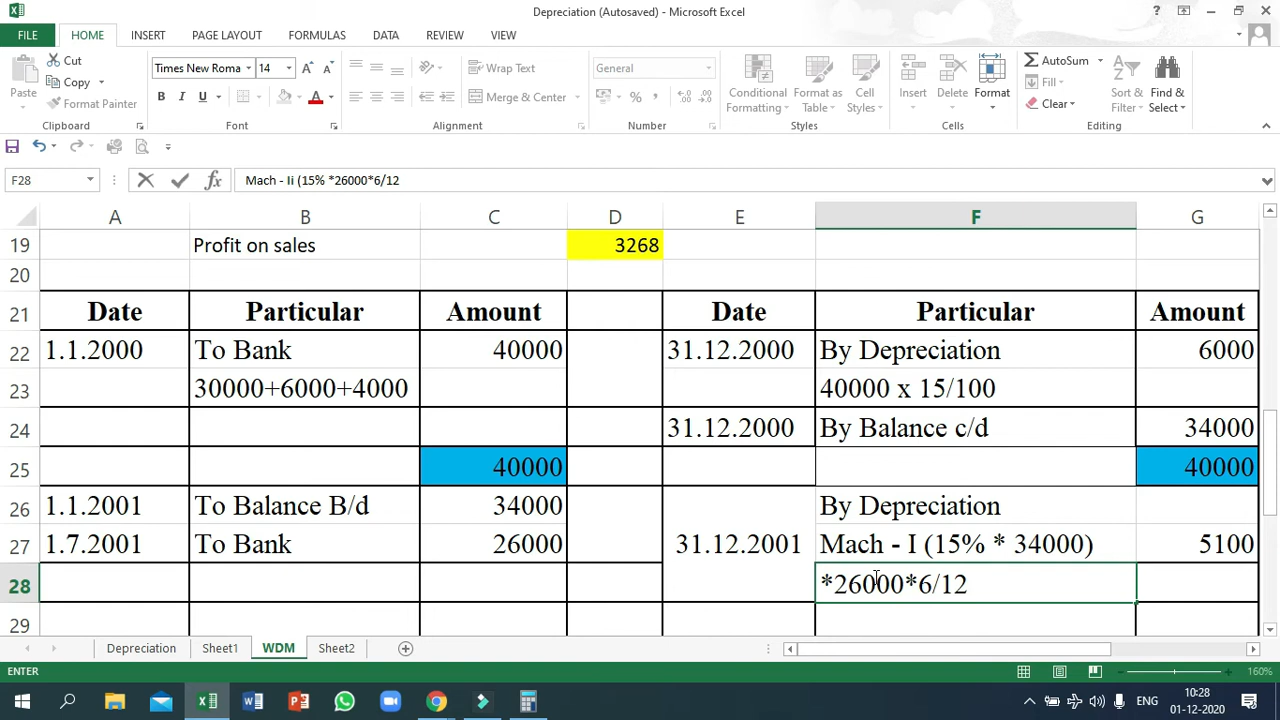 Depreciation (Autosaved) - Microsoft Excel
FILE HOME INSERT PAGE LAYOUT FORMULAS DATA REVIEW VIEW
Paste
Cut
Copy
Format Painter
Clipboard
Times New Roma 14
B I U
Font
Wrap Text
Merge & Center
Alignment
General
Number
Conditional Formatting
Format as Table
Cell Styles
Styles
Insert Delete Format
Cells
AutoSum
Fill
Clear
Sort & Filter
Find & Select
Editing
F28 Mach - Ii (15% *26000*6/12
A B C D E F G
19 Profit on sales 3268
20
21 Date Particular Amount Date Particular Amount
22 1.1.2000 To Bank 40000 31.12.2000 By Depreciation 6000
23 30000+6000+4000 40000 x 15/100
24 31.12.2000 By Balance c/d 34000
25 40000 40000
26 1.1.2001 To Balance B/d 34000 By Depreciation
27 1.7.2001 To Bank 26000 31.12.2001 Mach - I (15% * 34000) 5100
28 *26000*6/12
29
Depreciation Sheet1 WDM Sheet2
ENTER 160%
ENG 10:28
01-12-2020